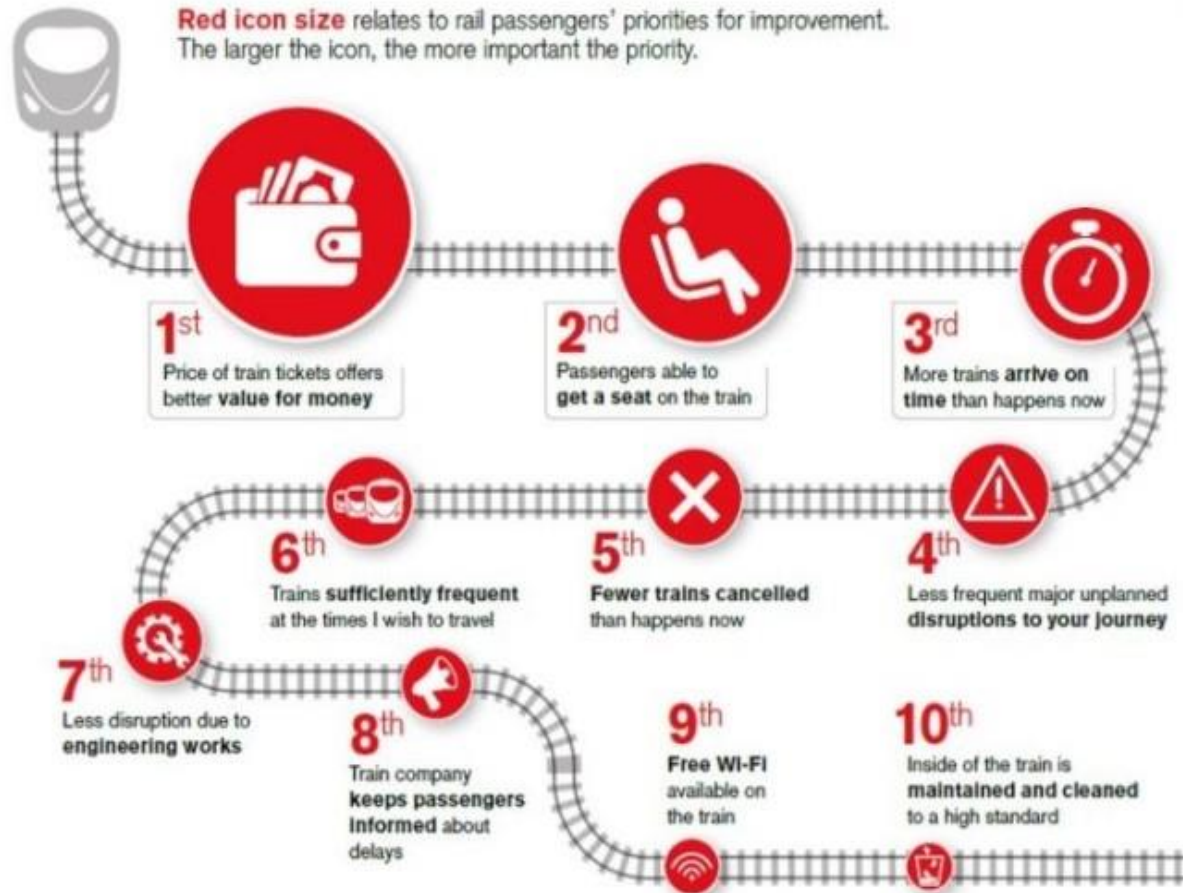 Red icon size relates to rail passengers’ priorities for improvement.
The larger the icon, the more important the priority.
1st
Price of train tickets offers
better value for money
2nd
Passengers able to
get a seat on the train
3rd
More trains arrive on
time than happens now
4th
Less frequent major unplanned
disruptions to your journey
5th
Fewer trains cancelled
than happens now
6th
Trains sufficiently frequent
at the times I wish to travel
7th
Less disruption due to
engineering works
8th
Train company
keeps passengers
informed about
delays
9th
Free Wi-Fi
available on
the train
10th
Inside of the train is
maintained and cleaned
to a high standard